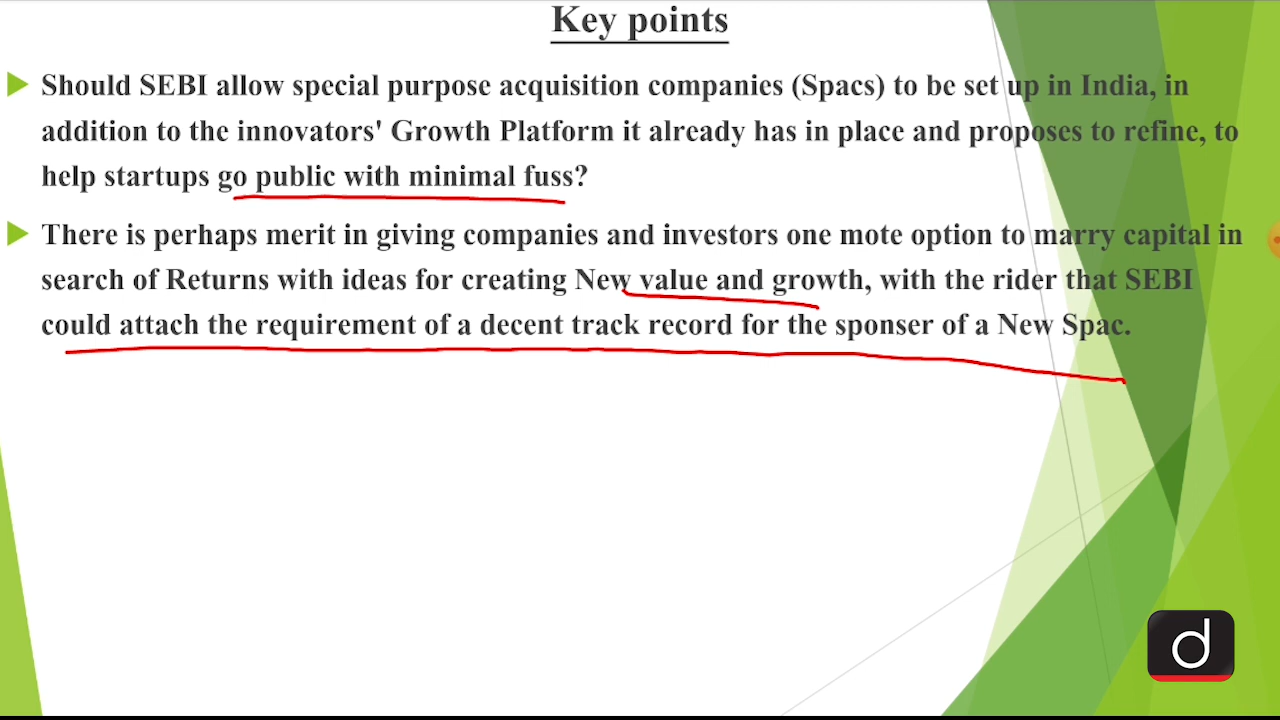 Key points
Should SEBI allow special purpose acquisition companies (Spacs) to be set up in India, in
addition to the innovators' Growth Platform it already has in place and proposes to refine, to
help startups go public with minimal fuss?
There is perhaps merit in giving companies and investors one mote option to marry capital in
search of Returns with ideas for creating New value and growth, with the rider that SEBI
could attach the requirement of a decent track record for the sponser of a New Spac.
d